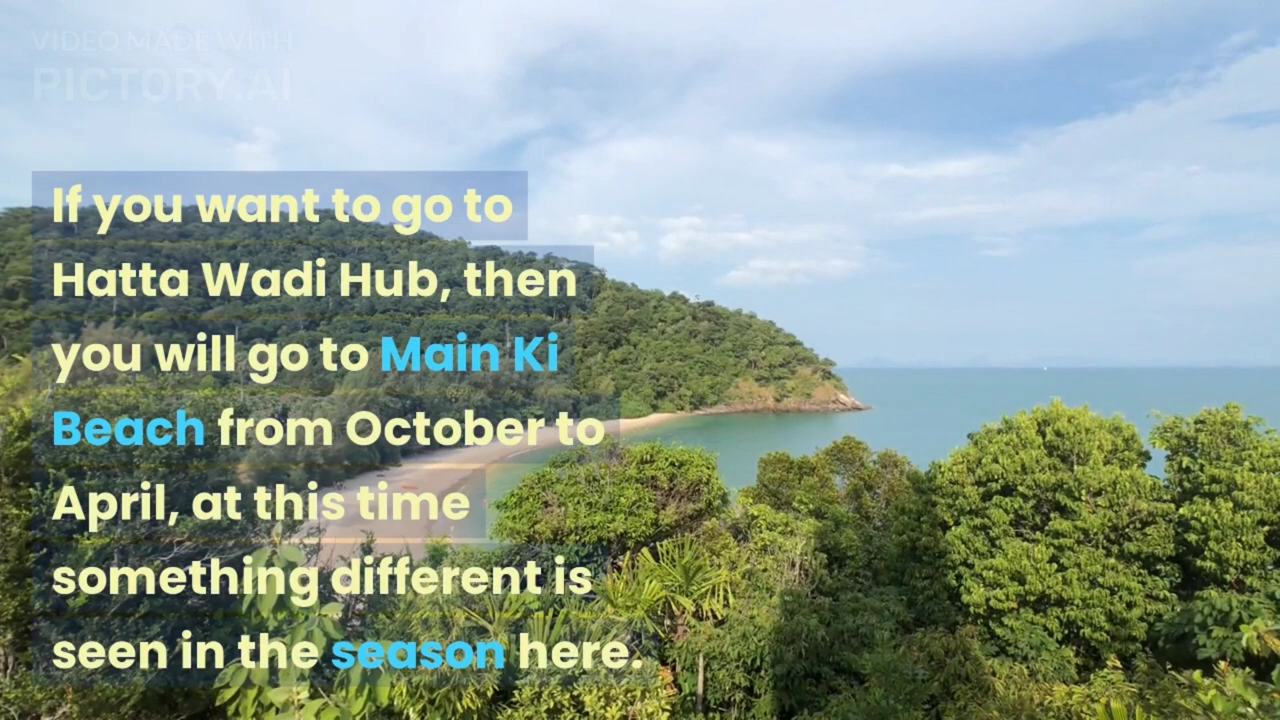 VIDEO MADE WITH
PICTORY.AI
If you want to go to
Hatta Wadi Hub, then
you will go to Main Ki
Beach from October to
April, at this time
something different is
seen in the season here.